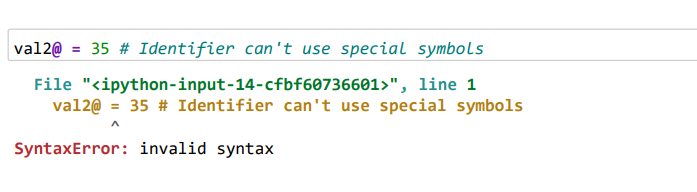 val2@ = 35 # Identifier can't use special symbols
File "<ipython-input-14-cfbf60736601>", line 1
val2@ = 35 # Identifier can't use special symbols
^
SyntaxError: invalid syntax